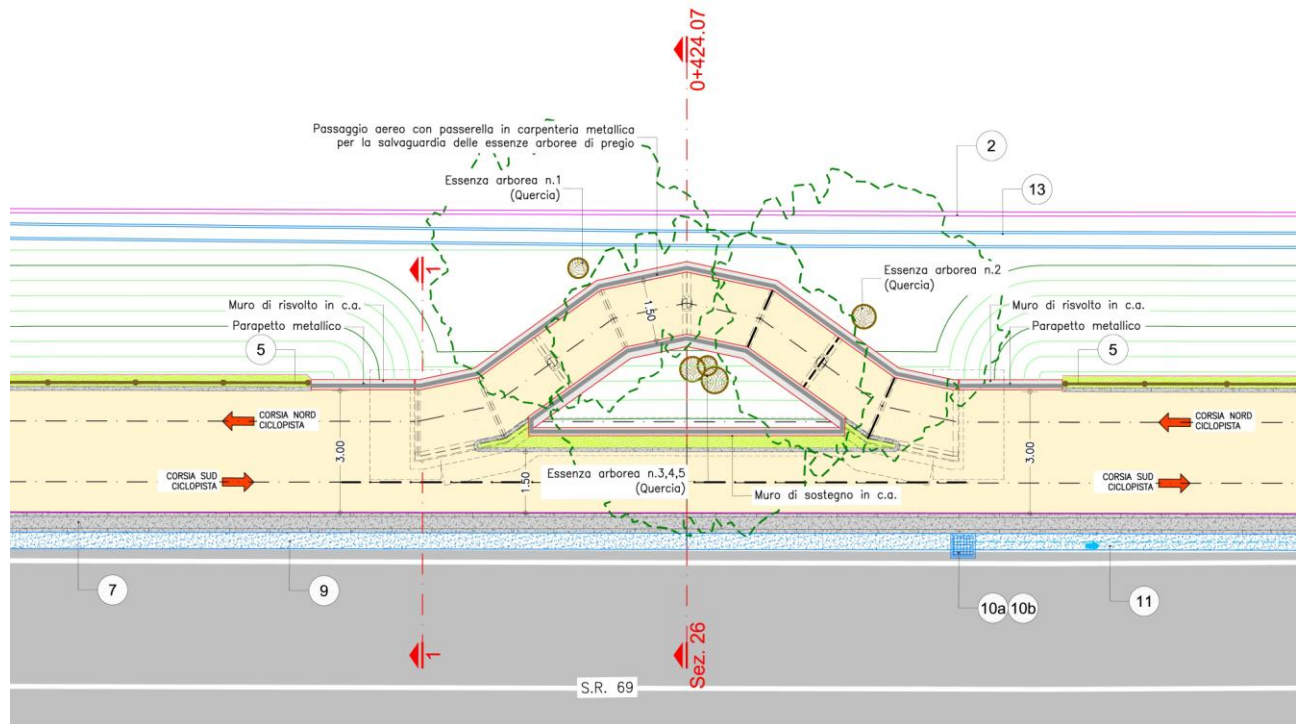 0+424.07
Passaggio aereo con passerella in carpenteria metallica
per la salvaguardia delle essenze arboree di pregio
2
Essenza arborea n.1
(Quercia)
13
1
Essenza arborea n.2
(Quercia)
Muro di risvolto in c.a.
Parapetto metallico
5
1.50
Muro di risvolto in c.a.
Parapetto metallico
5
CORSIA NORD
CICLOPISTA
3.00
CORSIA SUD
CICLOPISTA
1.50
Essenza arborea n.3,4,5
(Quercia)
Muro di sostegno in c.a.
3.00
CORSIA NORD
CICLOPISTA
CORSIA SUD
CICLOPISTA
7
9
10a
10b
11
1
Sez. 26
S.R. 69